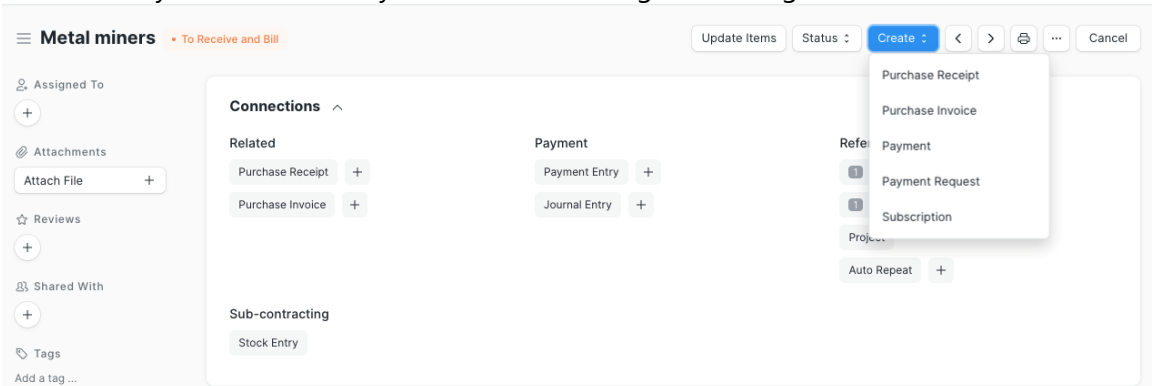 Metal miners • To Receive and Bill Update Items Status Create Cancel
Purchase Receipt
Purchase Invoice
Payment
Payment Request
Subscription
Assigned To
Attachments
Attach File
Reviews
Shared With
Tags
Add a tag ...
Connections
Related
Purchase Receipt
Purchase Invoice
Payment
Payment Entry
Journal Entry
1
1
Project
Auto Repeat
Sub-contracting
Stock Entry